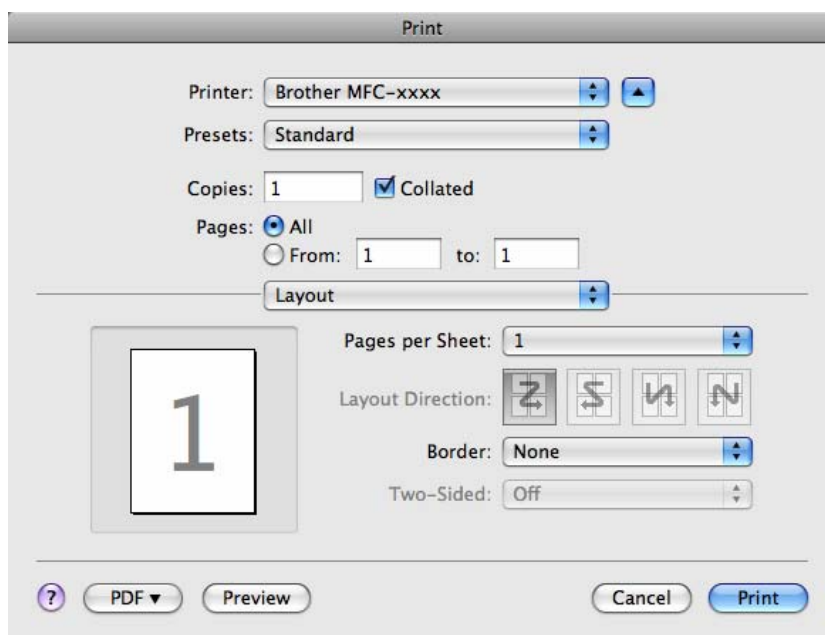 Print
Printer: Brother MFC-xxxx
Presets: Standard
Copies: 1 Collated
Pages: All
From: 1 to: 1
Layout
Pages per Sheet: 1
1
Layout Direction:
Border: None
Two-Sided: Off
? PDF ▼ Preview Cancel Print